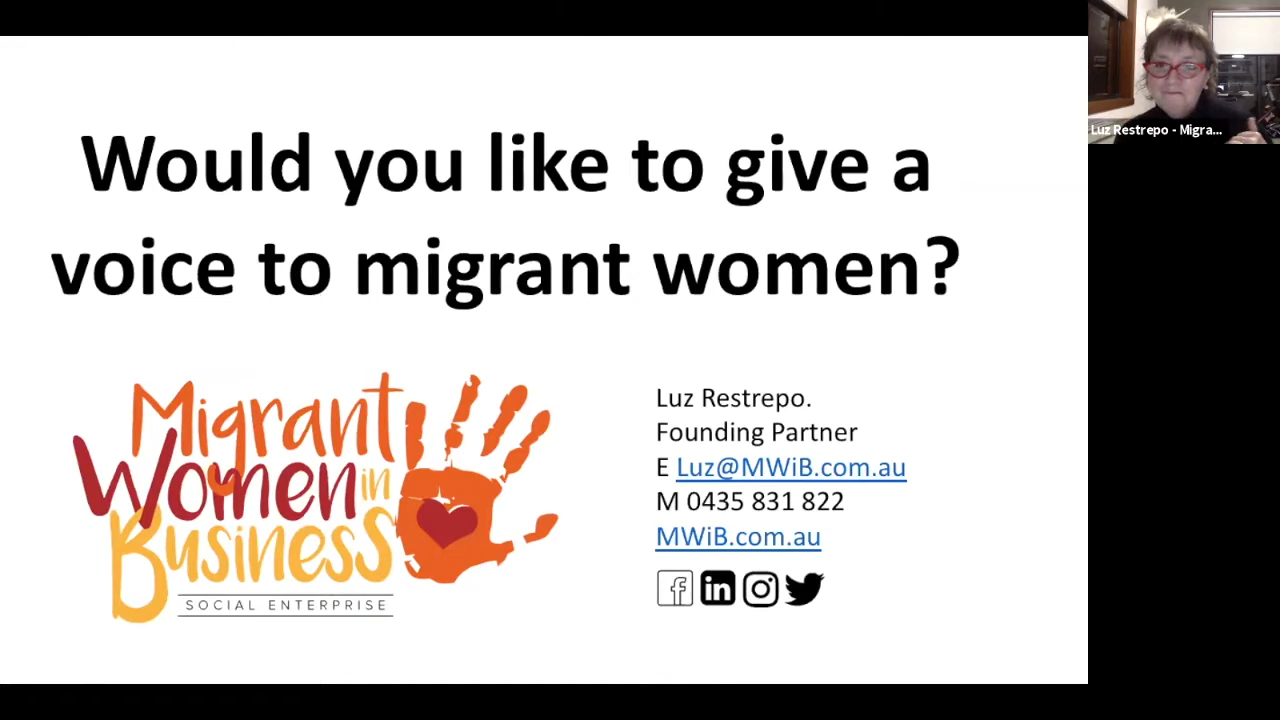 Would you like to give a
voice to migrant women?
Migrant
Women in
Business
SOCIAL ENTERPRISE
Luz Restrepo.
Founding Partner
E Luz@MWiB.com.au
M 0435 831 822
MWiB.com.au
Luz Restrepo - Migra...